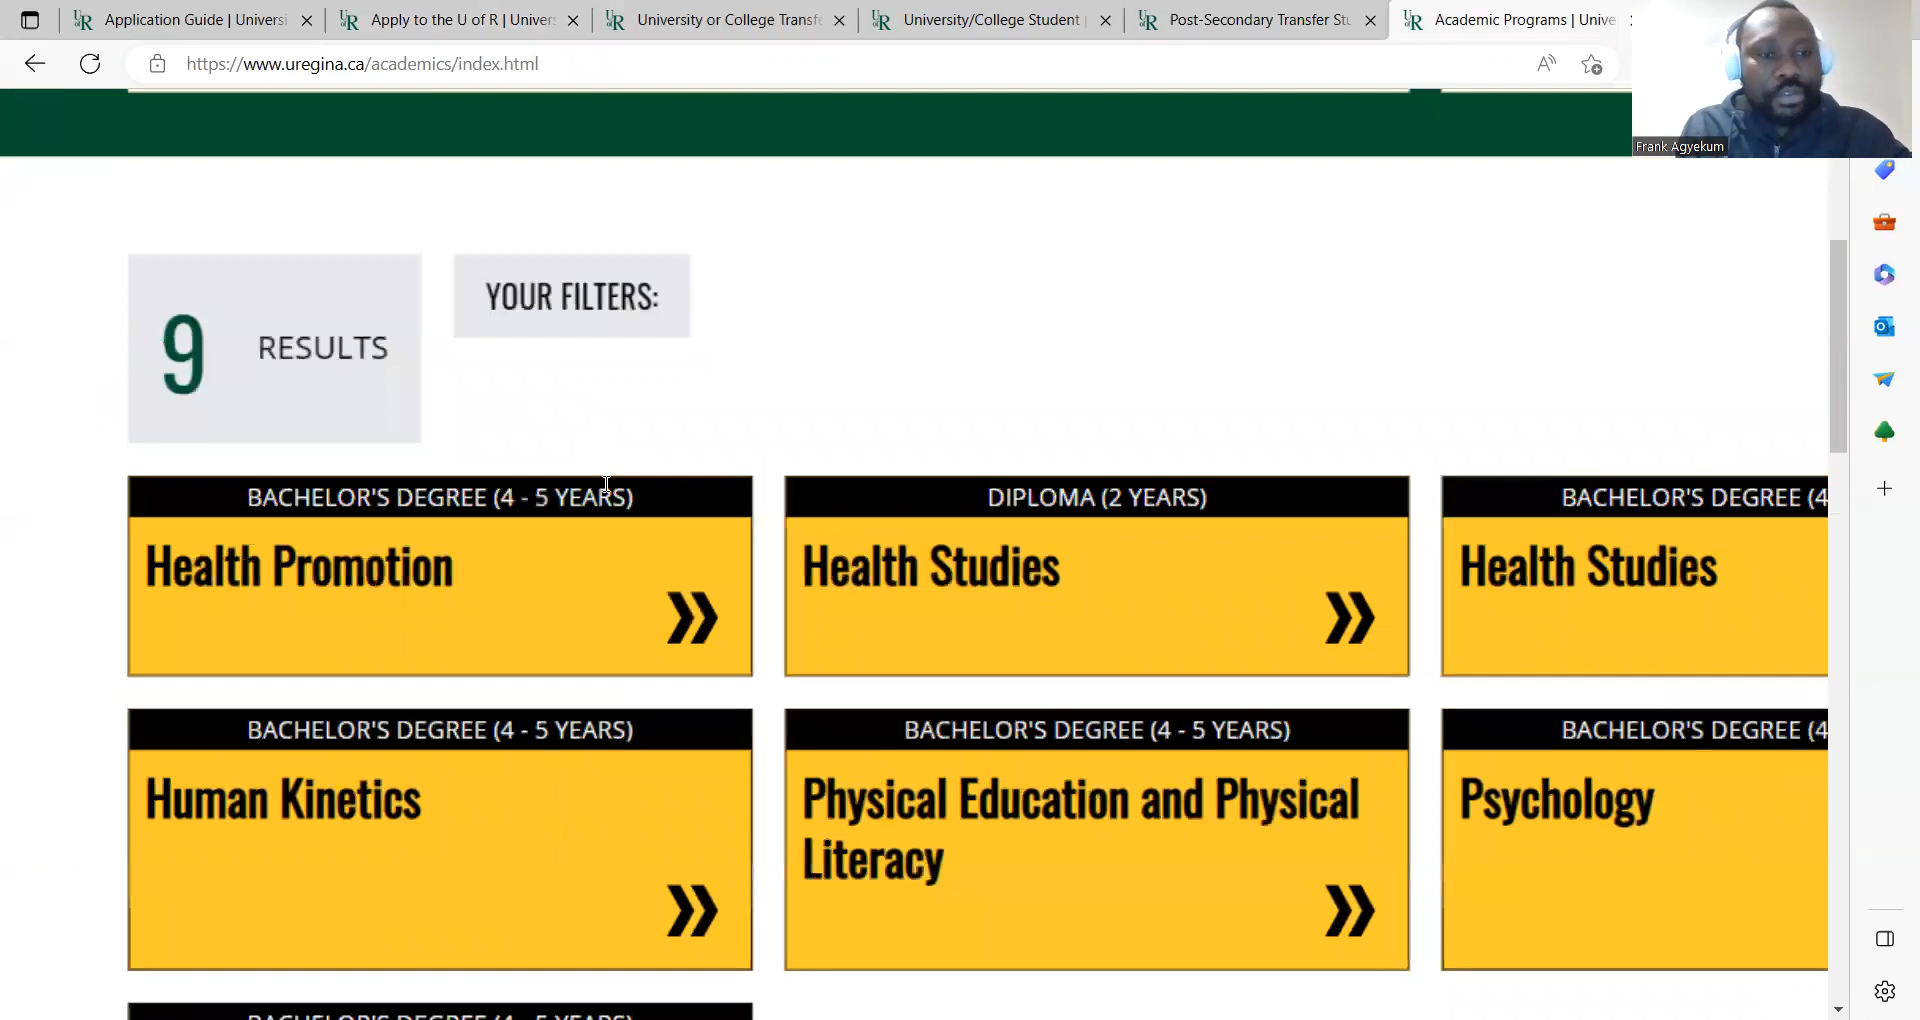 Application Guide | Universi
Apply to the U of R | Univers
University or College Transfe
University/College Student |
Post-Secondary Transfer Stu
Academic Programs | Unive
https://www.uregina.ca/academics/index.html
Frank Agyekum
9 RESULTS
YOUR FILTERS:
BACHELOR'S DEGREE (4 - 5 YEARS)
Health Promotion
DIPLOMA (2 YEARS)
Health Studies
BACHELOR'S DEGREE (4
Health Studies
BACHELOR'S DEGREE (4 - 5 YEARS)
Human Kinetics
BACHELOR'S DEGREE (4 - 5 YEARS)
Physical Education and Physical
Literacy
BACHELOR'S DEGREE (4
Psychology
BACHELOR'S DEGREE (4 - 5 YEARS)